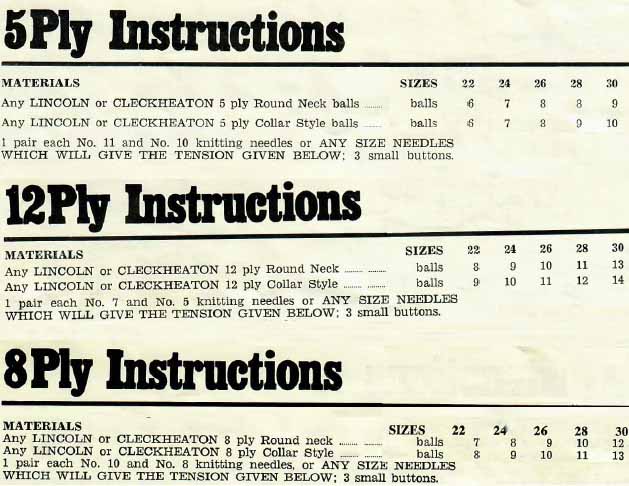 5Ply Instructions
MATERIALS SIZES 22 24 26 28 30
Any LINCOLN or CLECKHEATON 5 ply Round Neck balls ........ balls 6 7 8 8 9
Any LINCOLN or CLECKHEATON 5 ply Collar Style balls ........ balls 6 7 8 9 10
1 pair each No. 11 and No. 10 knitting needles or ANY SIZE NEEDLES
WHICH WILL GIVE THE TENSION GIVEN BELOW; 3 small buttons.
12Ply Instructions
MATERIALS SIZES 22 24 26 28 30
Any LINCOLN or CLECKHEATON 12 ply Round Neck ........ ........ balls 8 9 10 11 13
Any LINCOLN or CLECKHEATON 12 ply Collar Style ........ ........ balls 9 10 11 12 14
1 pair each No. 7 and No. 5 knitting needles or ANY SIZE NEEDLES
WHICH WILL GIVE THE TENSION GIVEN BELOW; 3 small buttons.
8Ply Instructions
MATERIALS SIZES 22 24 26 28 30
Any LINCOLN or CLECKHEATON 8 ply Round neck ........ ........ balls 7 8 9 10 12
Any LINCOLN or CLECKHEATON 8 ply Collar Style ........ ........ balls 8 9 10 11 13
1 pair each No. 10 and No. 8 knitting needles, or ANY SIZE NEEDLES
WHICH WILL GIVE THE TENSION GIVEN BELOW; 3 small buttons.